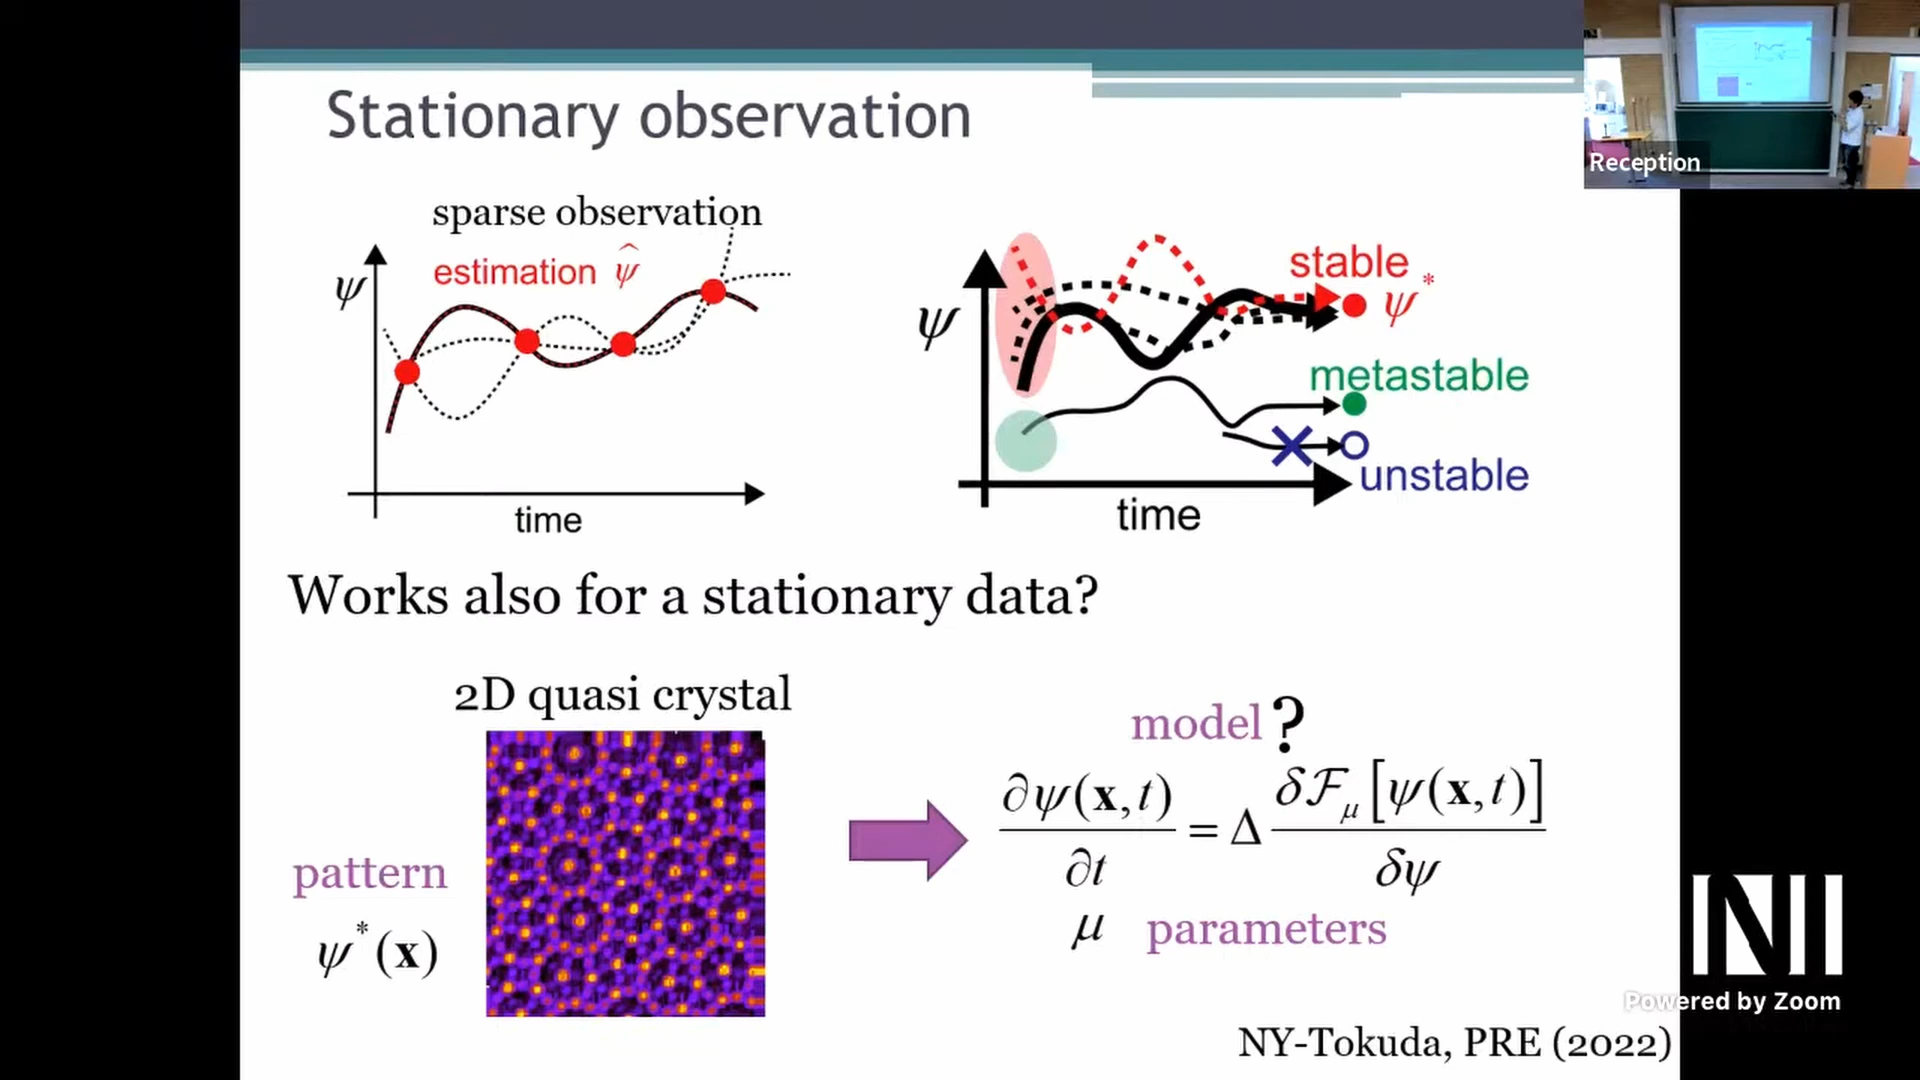 Stationary observation
Reception
sparse observation
estimation ψ̂
ψ
time
ψ
stable
ψ*
metastable
unstable
time
Works also for a stationary data?
2D quasi crystal
pattern
ψ*(x)
model ?
∂ψ(x,t)/∂t = Δ δℱ_μ[ψ(x,t)]/δψ
μ parameters
NY-Tokuda, PRE (2022)
NI
Powered by Zoom